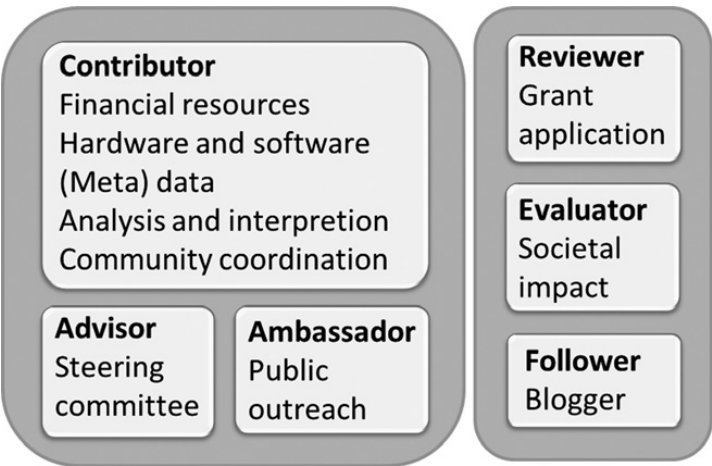 Contributor
Financial resources
Hardware and software
(Meta) data
Analysis and interpretion
Community coordination
Advisor
Steering
committee
Ambassador
Public
outreach
Reviewer
Grant
application
Evaluator
Societal
impact
Follower
Blogger